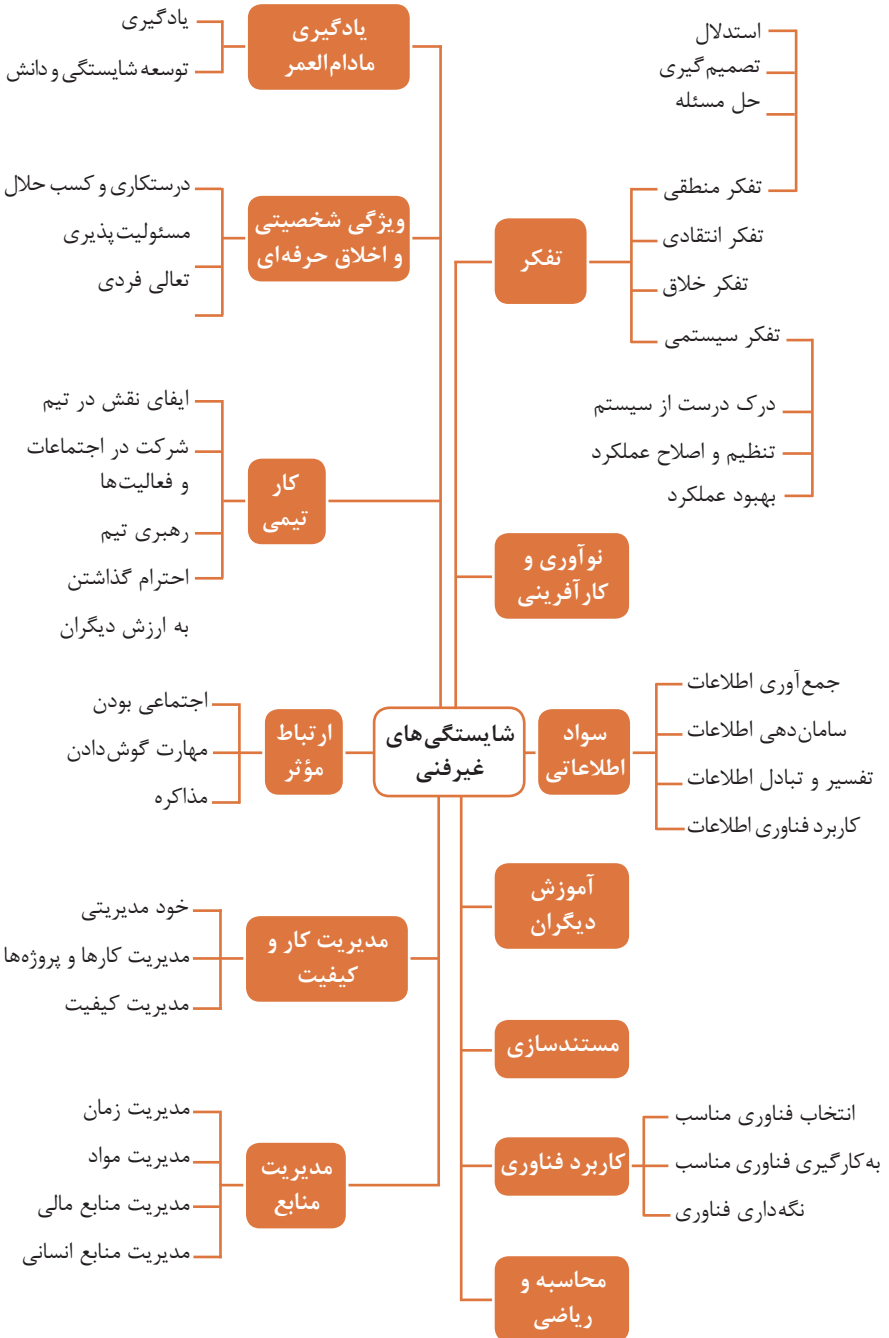 شایستگی‌های
غیرفنی
تفکر
استدلال
تصمیم‌گیری
حل مسئله
تفکر منطقی
تفکر انتقادی
تفکر خلاق
تفکر سیستمی
درک درست از سیستم
تنظیم و اصلاح عملکرد
بهبود عملکرد
نوآوری و
کارآفرینی
سواد
اطلاعاتی
جمع‌آوری اطلاعات
سامان‌دهی اطلاعات
تفسیر و تبادل اطلاعات
کاربرد فناوری اطلاعات
آموزش
دیگران
مستندسازی
کاربرد فناوری
انتخاب فناوری مناسب
به‌کارگیری فناوری مناسب
نگه‌داری فناوری
محاسبه و
ریاضی
یادگیری
مادام‌العمر
یادگیری
توسعه شایستگی و دانش
ویژگی شخصیتی
و اخلاق حرفه‌ای
درستکاری و کسب حلال
مسئولیت‌پذیری
تعالی فردی
کار
تیمی
ایفای نقش در تیم
شرکت در اجتماعات
و فعالیت‌ها
رهبری تیم
احترام گذاشتن
به ارزش دیگران
ارتباط
مؤثر
اجتماعی بودن
مهارت گوش‌دادن
مذاکره
مدیریت کار و
کیفیت
خود مدیریتی
مدیریت کارها و پروژه‌ها
مدیریت کیفیت
مدیریت
منابع
مدیریت زمان
مدیریت مواد
مدیریت منابع مالی
مدیریت منابع انسانی